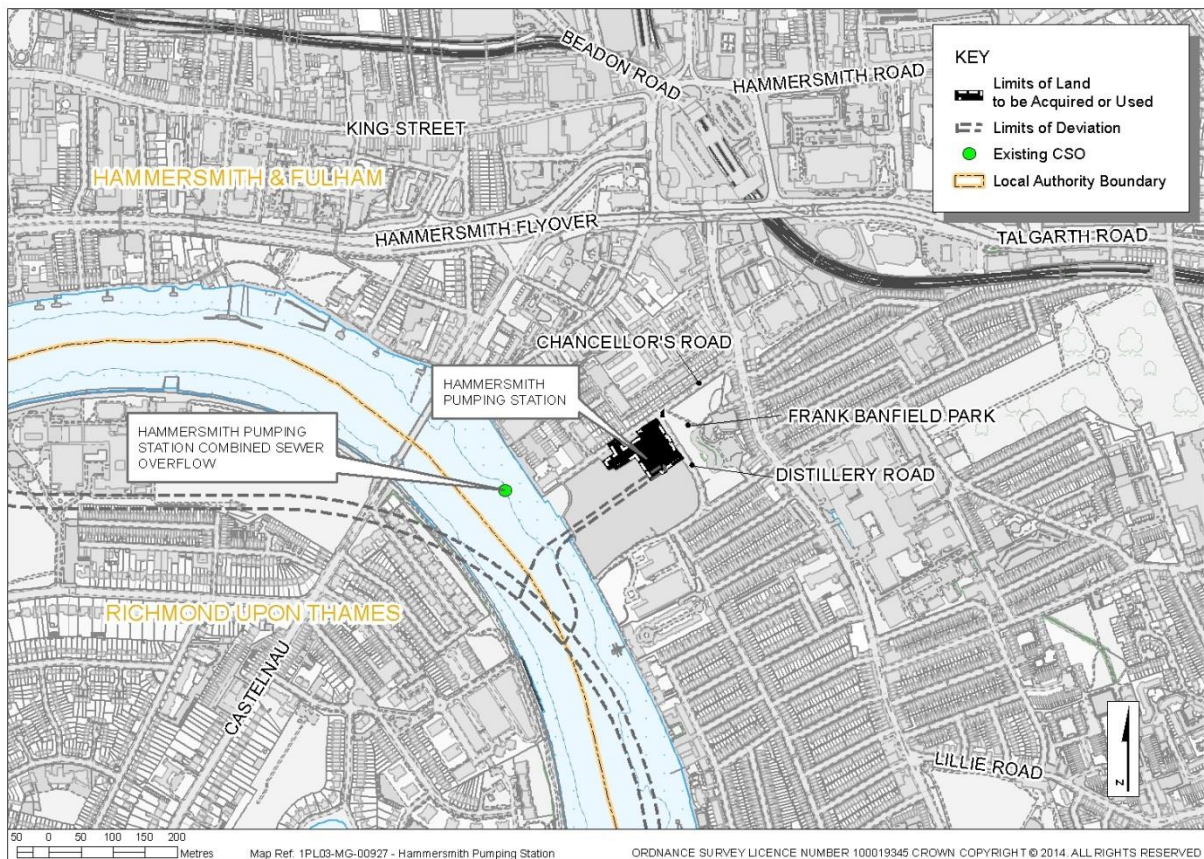 BEADON ROAD
HAMMERSMITH ROAD
KING STREET
HAMMERSMITH & FULHAM
HAMMERSMITH FLYOVER
TALGARTH ROAD
KEY
Limits of Land
to be Acquired or Used
Limits of Deviation
Existing CSO
Local Authority Boundary
CHANCELLOR'S ROAD
HAMMERSMITH
PUMPING STATION
FRANK BANFIELD PARK
HAMMERSMITH PUMPING
STATION COMBINED SEWER
OVERFLOW
DISTILLERY ROAD
RICHMOND UPON THAMES
CASTELNAU
LILLIE ROAD
N
50 0 50 100 150 200
Metres
Map Ref: 1PL03-MG-00927 - Hammersmith Pumping Station
ORDNANCE SURVEY LICENCE NUMBER 100019345 CROWN COPYRIGHT © 2014. ALL RIGHTS RESERVED